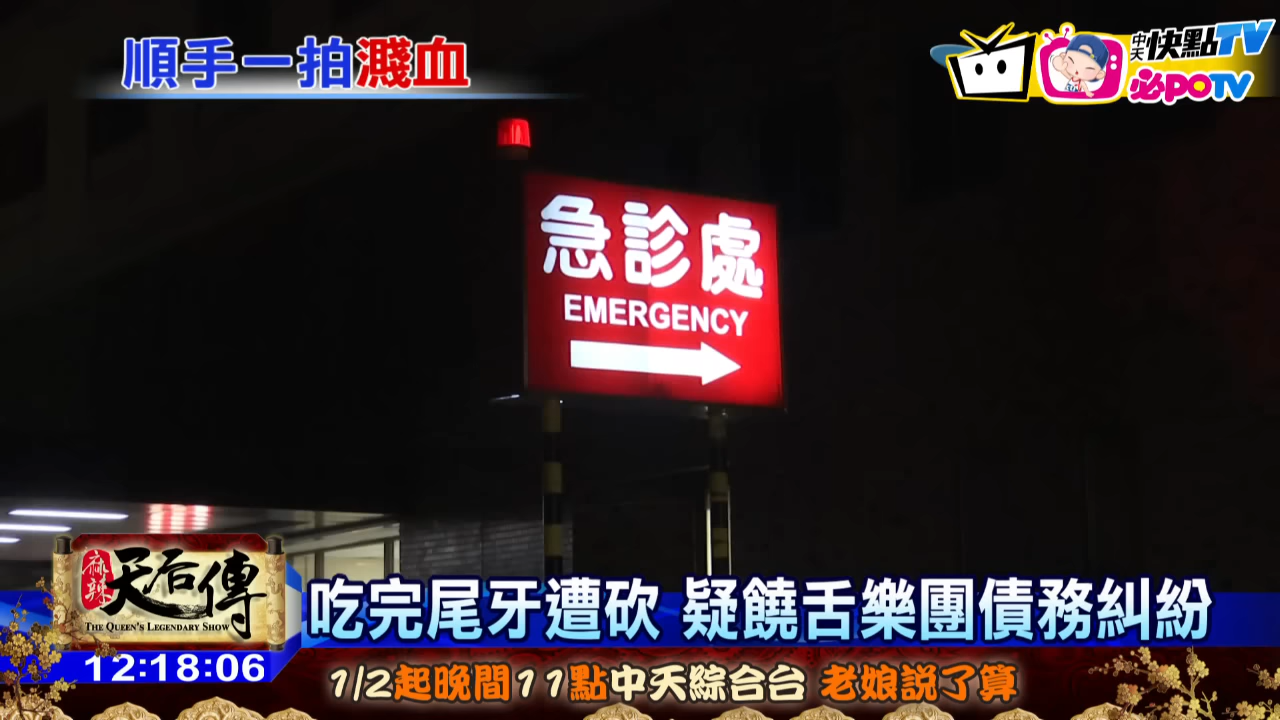 順手一拍濺血
中天快點TV
必POTV
急診處
EMERGENCY
麻辣天后傳
THE QUEEN'S LEGENDARY SHOW
吃完尾牙遭砍 疑饒舌樂團債務糾紛
12:18:06
1/2起晚間11點中天綜合台 老娘説了算